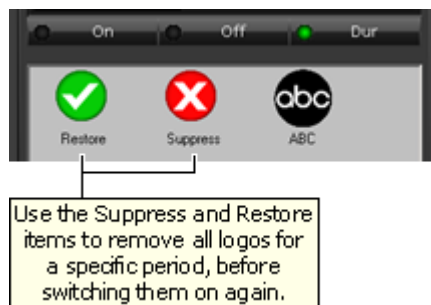 On Off Dur
abc
Restore Suppress ABC
Use the Suppress and Restore
items to remove all logos for
a specific period, before
switching them on again.